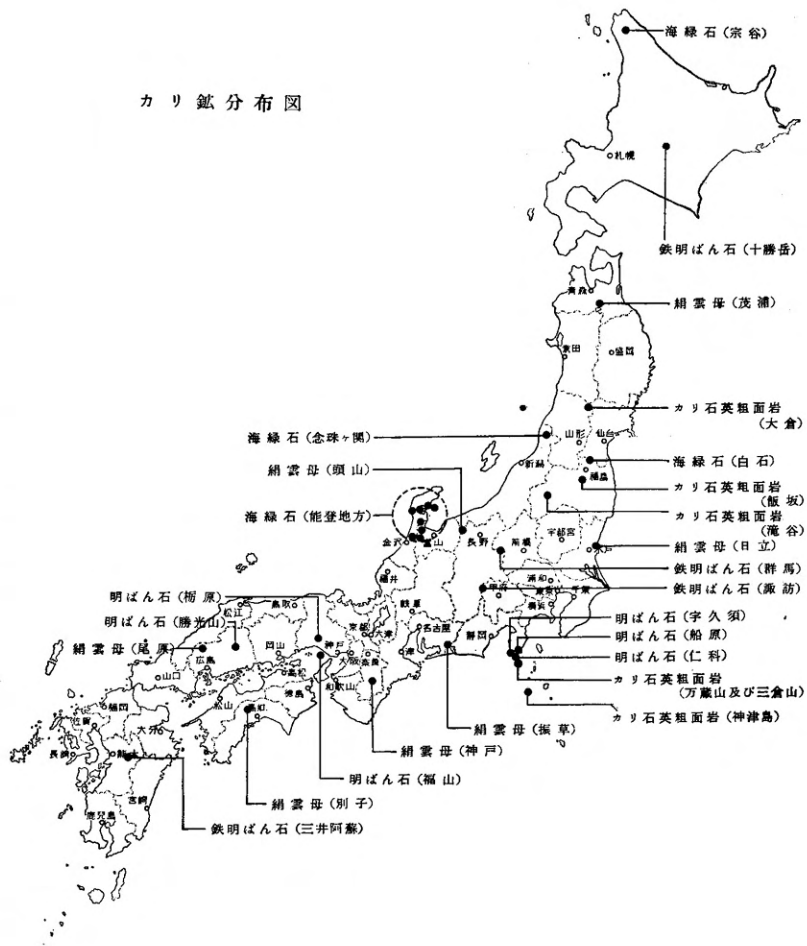 カリ鉱分布図
海緑石(宗谷)
札幌
鉄明ばん石(十勝岳)
青森
絹雲母(茂浦)
秋田
盛岡
カリ石英粗面岩
(大倉)
海緑石(念珠ヶ関)
山形
仙台
絹雲母(頭山)
新潟
海緑石(白石)
福島
カリ石英粗面岩
(飯坂)
海緑石(能登地方)
カリ石英粗面岩
(滝谷)
金沢
富山
長野
前橋
宇都宮
絹雲母(日立)
鉄明ばん石(群馬)
福井
甲府
浦和
東京
千葉
鉄明ばん石(諏訪)
明ばん石(栃原)
松江
鳥取
岐阜
横浜
明ばん石(勝光山)
京都
大津
名古屋
静岡
明ばん石(宇久須)
絹雲母(尾原)
岡山
神戸
大阪
奈良
津
明ばん石(船原)
広島
高松
明ばん石(仁科)
山口
徳島
和歌山
カリ石英粗面岩
(万蔵山及び三倉山)
福岡
松山
高知
佐賀
大分
カリ石英粗面岩(神津島)
絹雲母(振草)
長崎
熊本
絹雲母(神戸)
明ばん石(福山)
宮崎
絹雲母(別子)
鹿児島
鉄明ばん石(三井阿蘇)